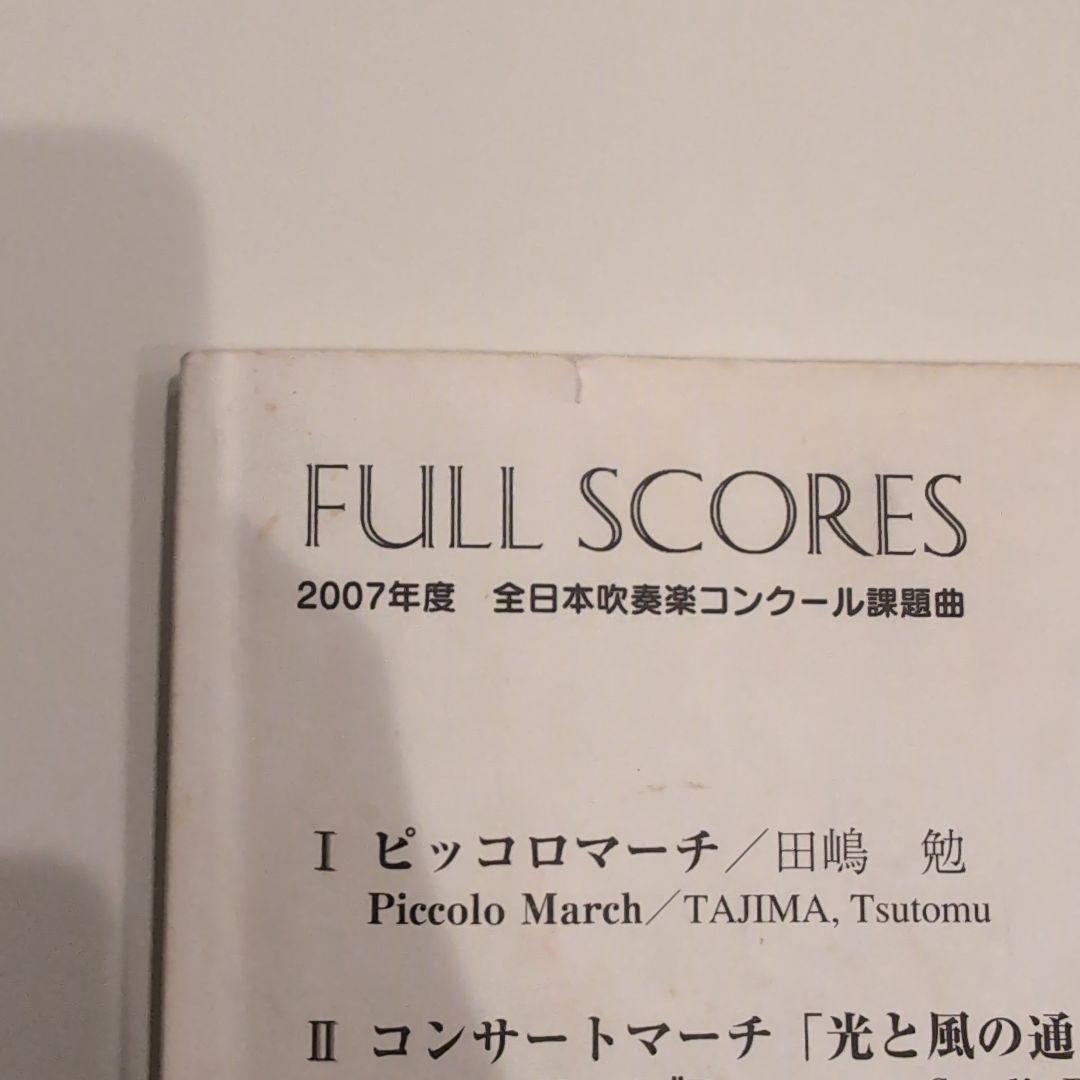 FULL SCORES
2007年度　全日本吹奏楽コンクール課題曲
Ⅰ ピッコロマーチ／田嶋　勉
Piccolo March／TAJIMA, Tsutomu
Ⅱ コンサートマーチ「光と風の通